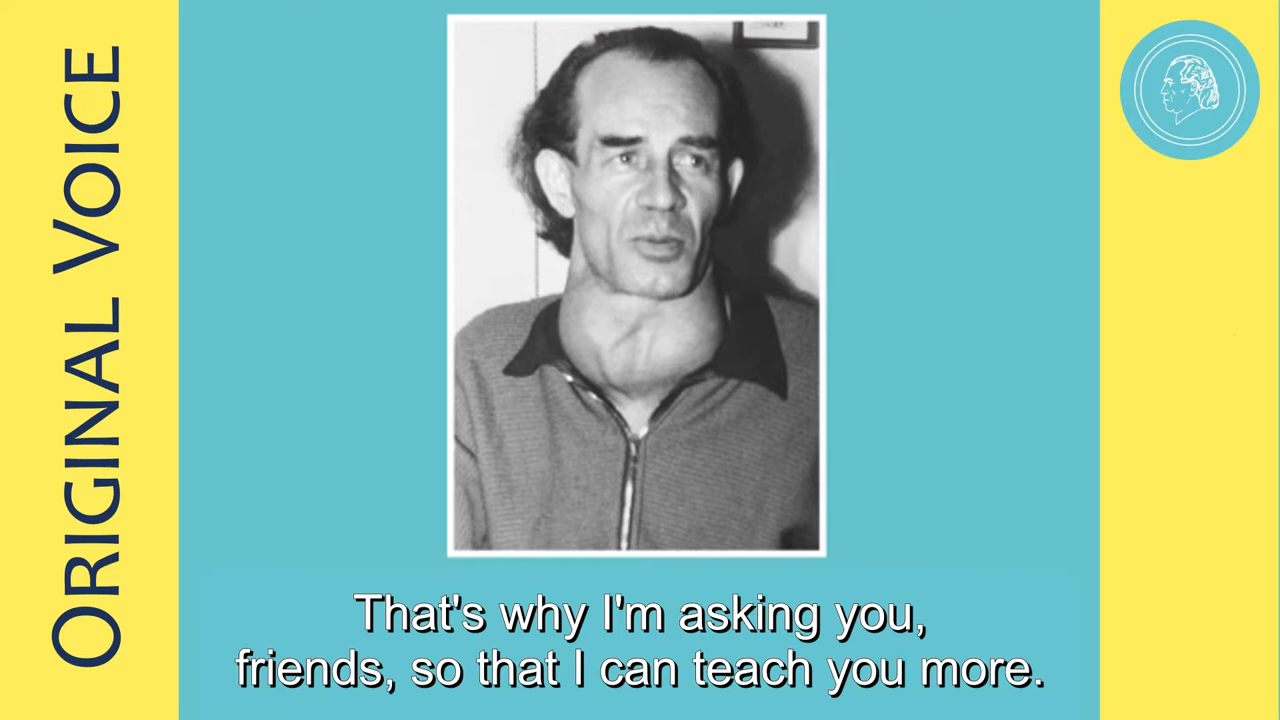 ORIGINAL VOICE
That's why I'm asking you,
friends, so that I can teach you more.